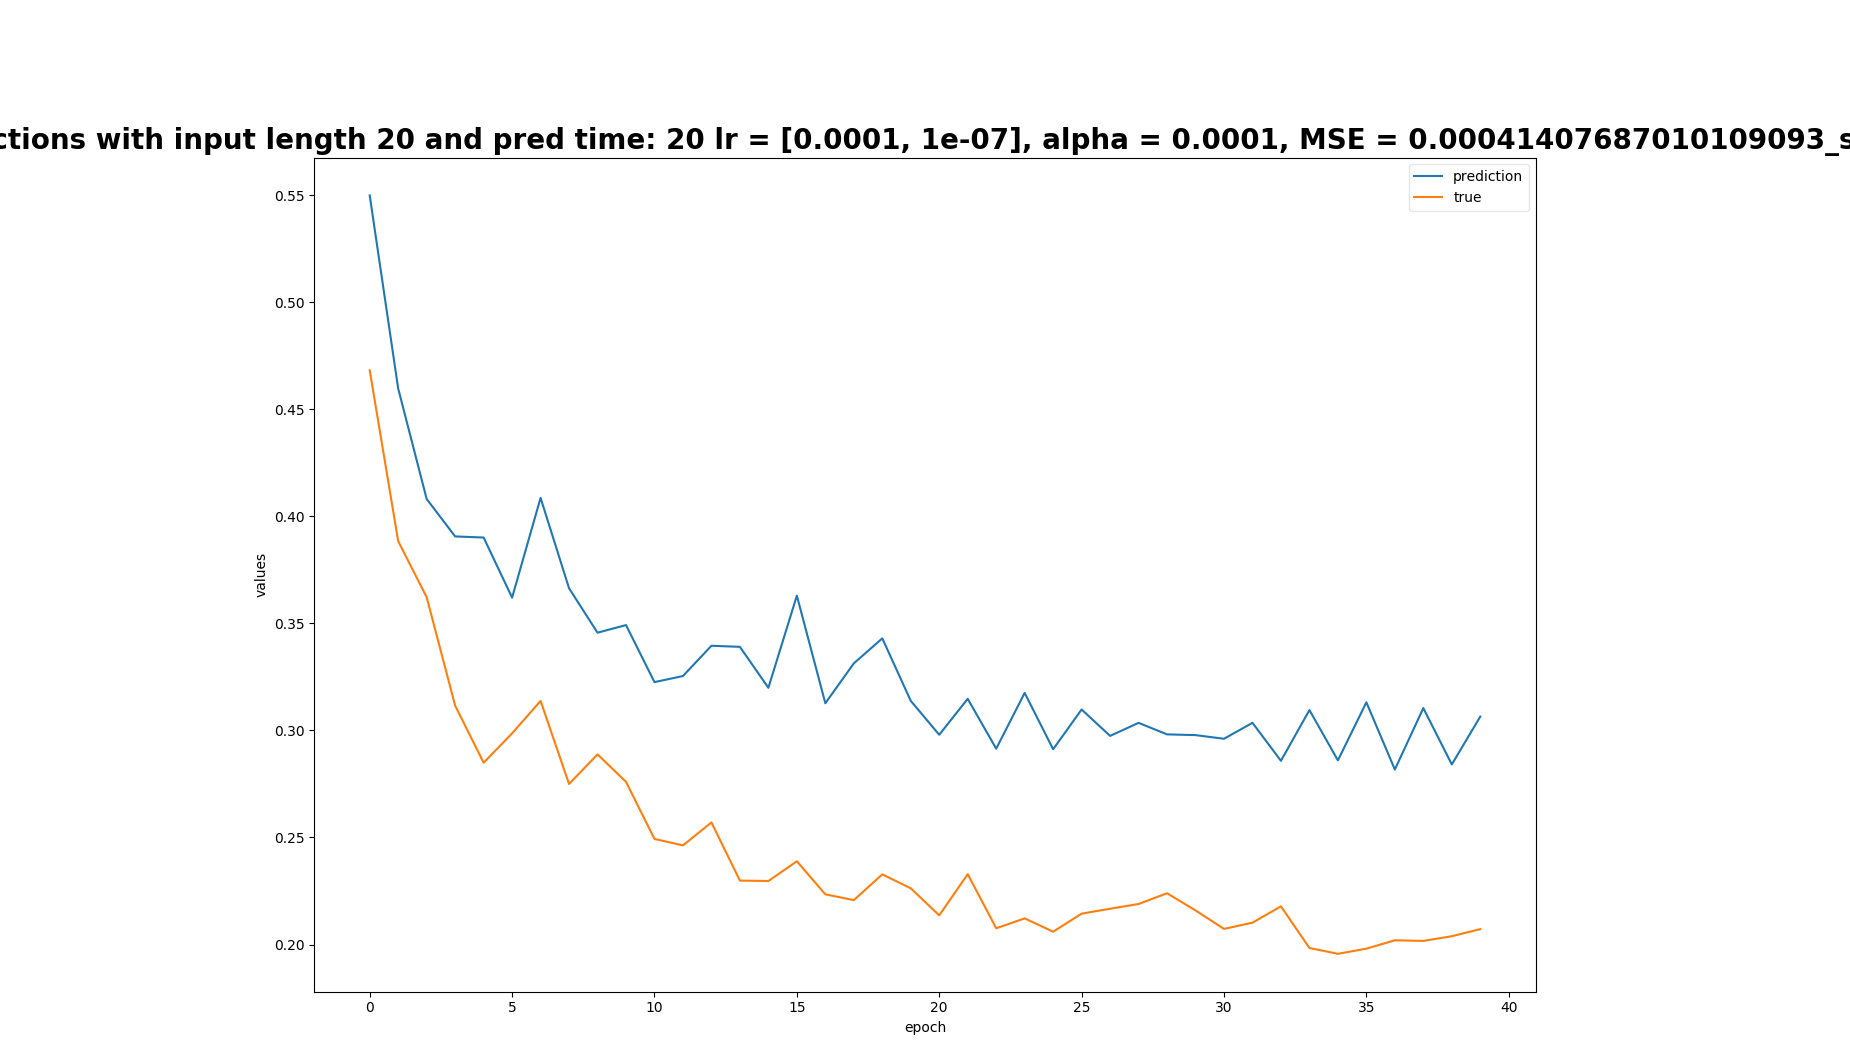 ctions with input length 20 and pred time: 20 lr = [0.0001, 1e-07], alpha = 0.0001, MSE = 0.00041407687010109093_s
prediction
true
0.55
0.50
0.45
0.40
0.35
0.30
0.25
0.20
values
0 5 10 15 20 25 30 35 40
epoch